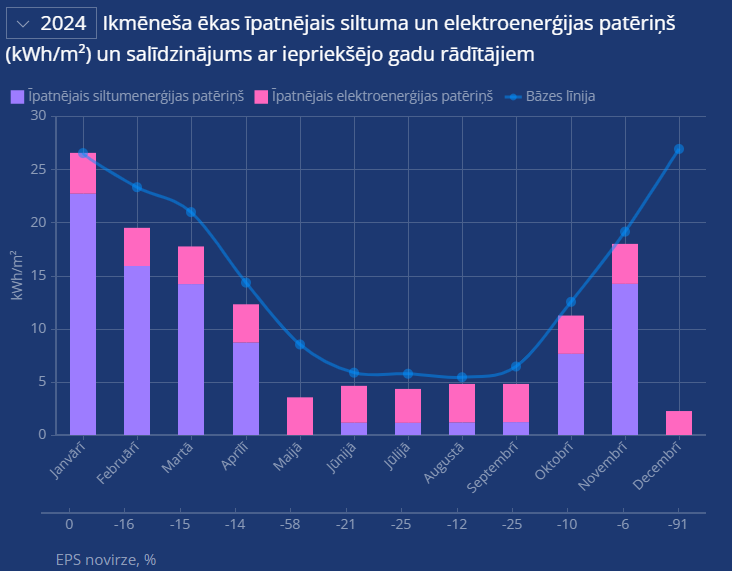 2024 Ikmēneša ēkas īpatnējais siltuma un elektroenerģijas patēriņš
(kWh/m²) un salīdzinājums ar iepriekšējo gadu rādītājiem
Īpatnējais siltumenerģijas patēriņš Īpatnējais elektroenerģijas patēriņš Bāzes līnija
30
25
20
15
10
5
0
kWh/m²
Janvārī Februārī Martā Aprīlī Maijā Jūnijā Jūlijā Augustā Septembrī Oktobrī Novembrī Decembrī
0 -16 -15 -14 -58 -21 -25 -12 -25 -10 -6 -91
EPS novirze, %